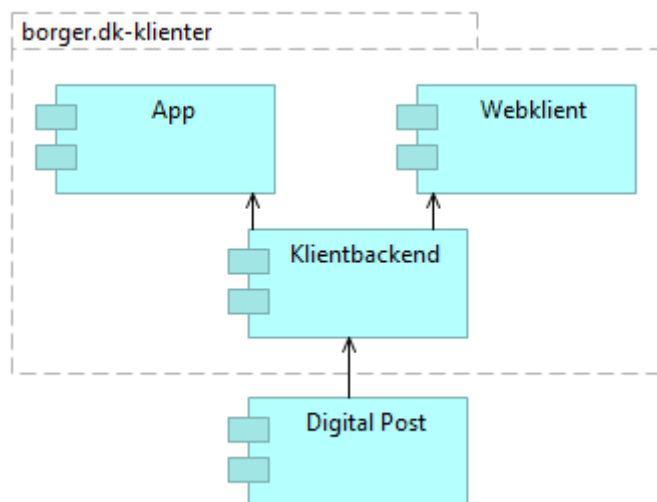 borger.dk-klienter
App
Webklient
Klientbackend
Digital Post